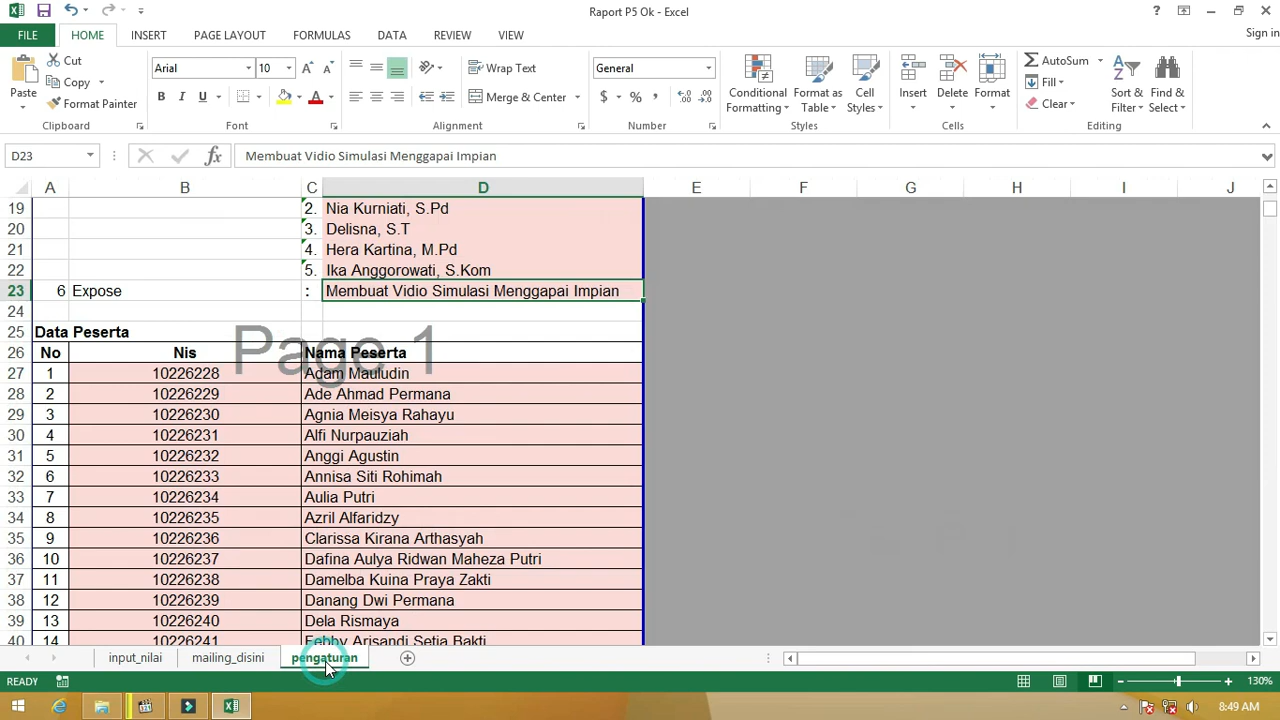 Raport P5 Ok - Excel
Sign in
FILE HOME INSERT PAGE LAYOUT FORMULAS DATA REVIEW VIEW
Paste Cut Copy Format Painter
Arial 10
Wrap Text
Merge & Center
General
Conditional Formatting Format as Table Cell Styles
Insert Delete Format
AutoSum Fill Clear
Sort & Filter Find & Select
Clipboard Font Alignment Number Styles Cells Editing
D23 Membuat Vidio Simulasi Menggapai Impian
A B C D E F G H I J
19 2. Nia Kurniati, S.Pd
20 3. Delisna, S.T
21 4. Hera Kartina, M.Pd
22 5. Ika Anggorowati, S.Kom
23 6 Expose : Membuat Vidio Simulasi Menggapai Impian
24
25 Data Peserta
Page 1
26 No Nis Nama Peserta
27 1 10226228 Adam Mauludin
28 2 10226229 Ade Ahmad Permana
29 3 10226230 Agnia Meisya Rahayu
30 4 10226231 Alfi Nurpauziah
31 5 10226232 Anggi Agustin
32 6 10226233 Annisa Siti Rohimah
33 7 10226234 Aulia Putri
34 8 10226235 Azril Alfaridzy
35 9 10226236 Clarissa Kirana Arthasyah
36 10 10226237 Dafina Aulya Ridwan Maheza Putri
37 11 10226238 Damelba Kuina Praya Zakti
38 12 10226239 Danang Dwi Permana
39 13 10226240 Dela Rismaya
40 14 10226241 Febby Arisandi Setia Bakti
input_nilai mailing_disini pengaturan
READY 130%
8:49 AM